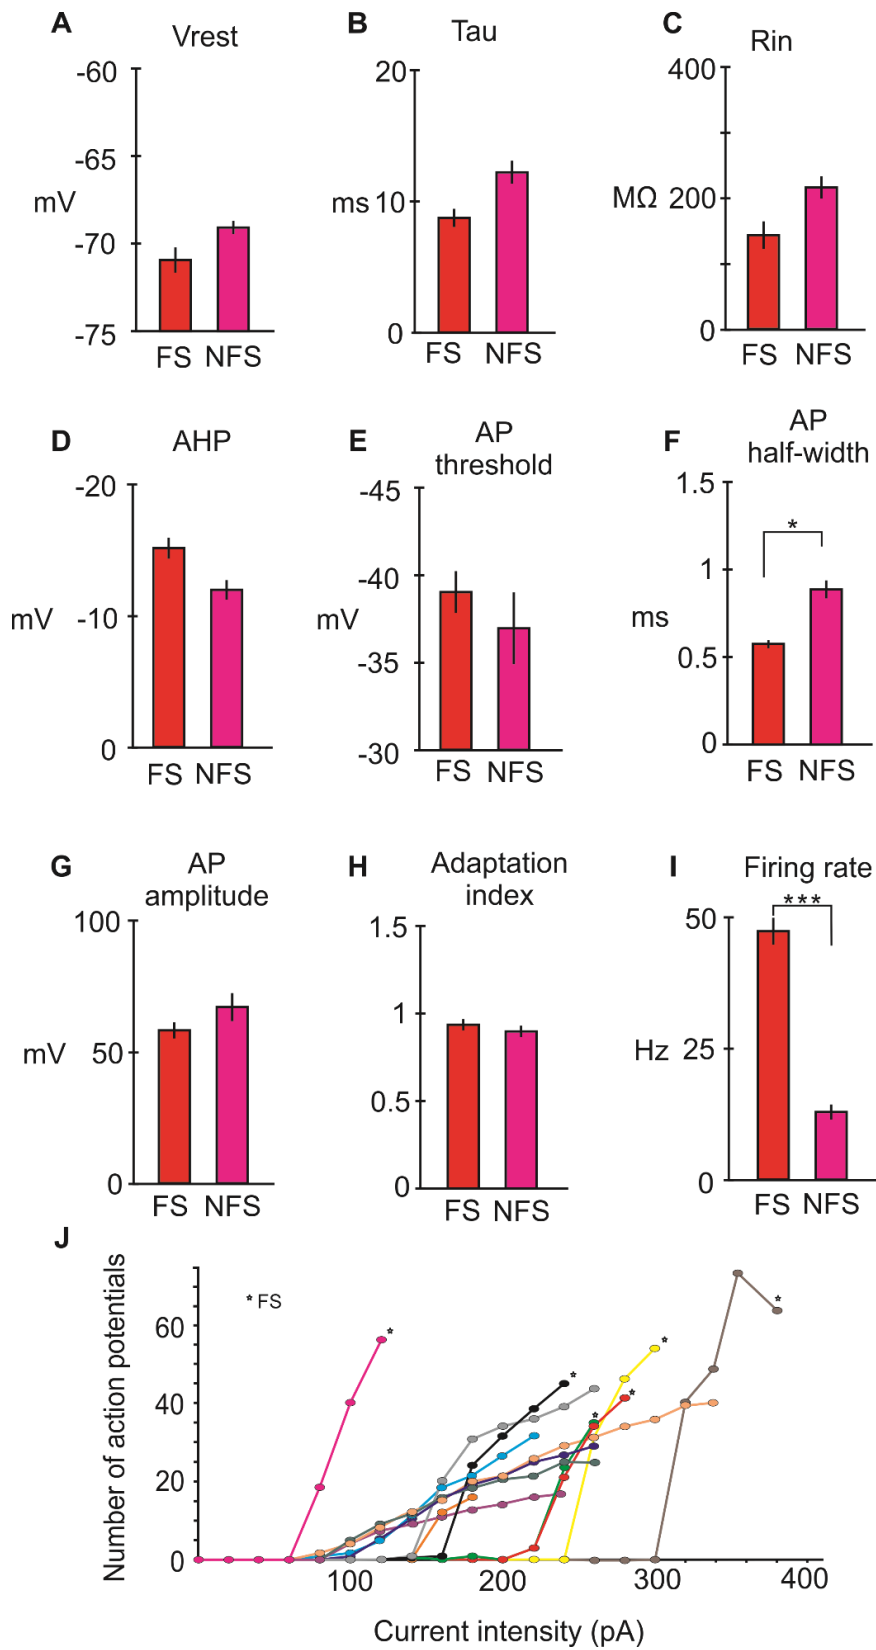 A
Vrest
-60
-65
mV
-70
-75
FS NFS
B
Tau
20
ms 10
0
FS NFS
C
Rin
400
MΩ 200
0
FS NFS
D
AHP
-20
mV -10
0
FS NFS
E
AP
threshold
-45
-40
mV
-35
-30
FS NFS
F
AP
half-width
1.5
*
1
ms
0.5
0
FS NFS
G
AP
amplitude
100
mV 50
0
FS NFS
H
Adaptation
index
1.5
1
0.5
0
FS NFS
I
Firing rate
50
***
Hz 25
0
FS NFS
J
Number of action potentials
* FS
60
40
20
0
100 200 300 400
Current intensity (pA)